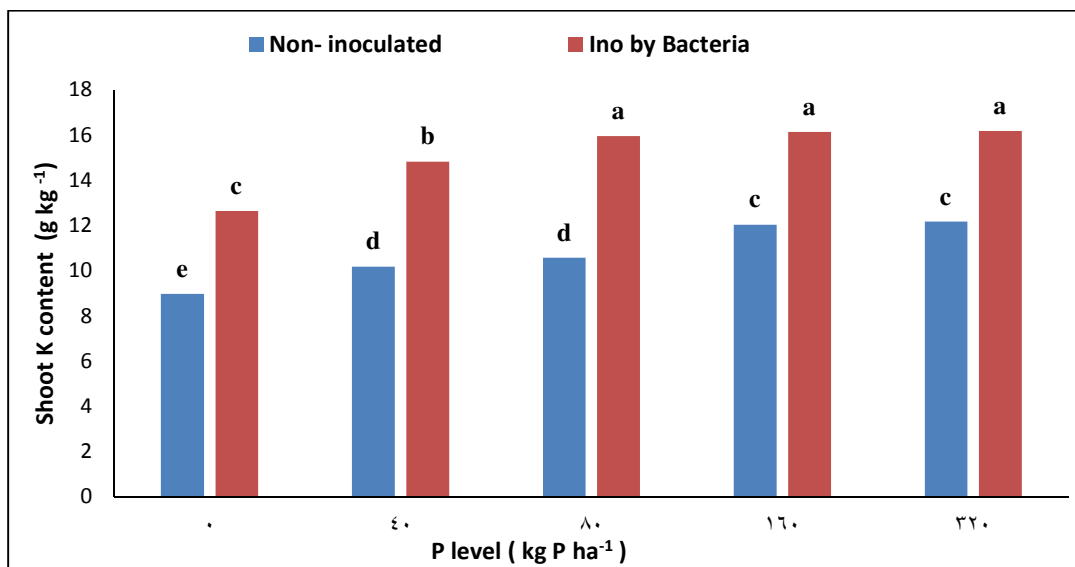 Non- inoculated Ino by Bacteria
Shoot K content (g kg -1)
18
16
14
12
10
8
6
4
2
0
e c d b d a c a c a
٠ ٤٠ ٨٠ ١٦٠ ٣٢٠
P level ( kg P ha-1 )